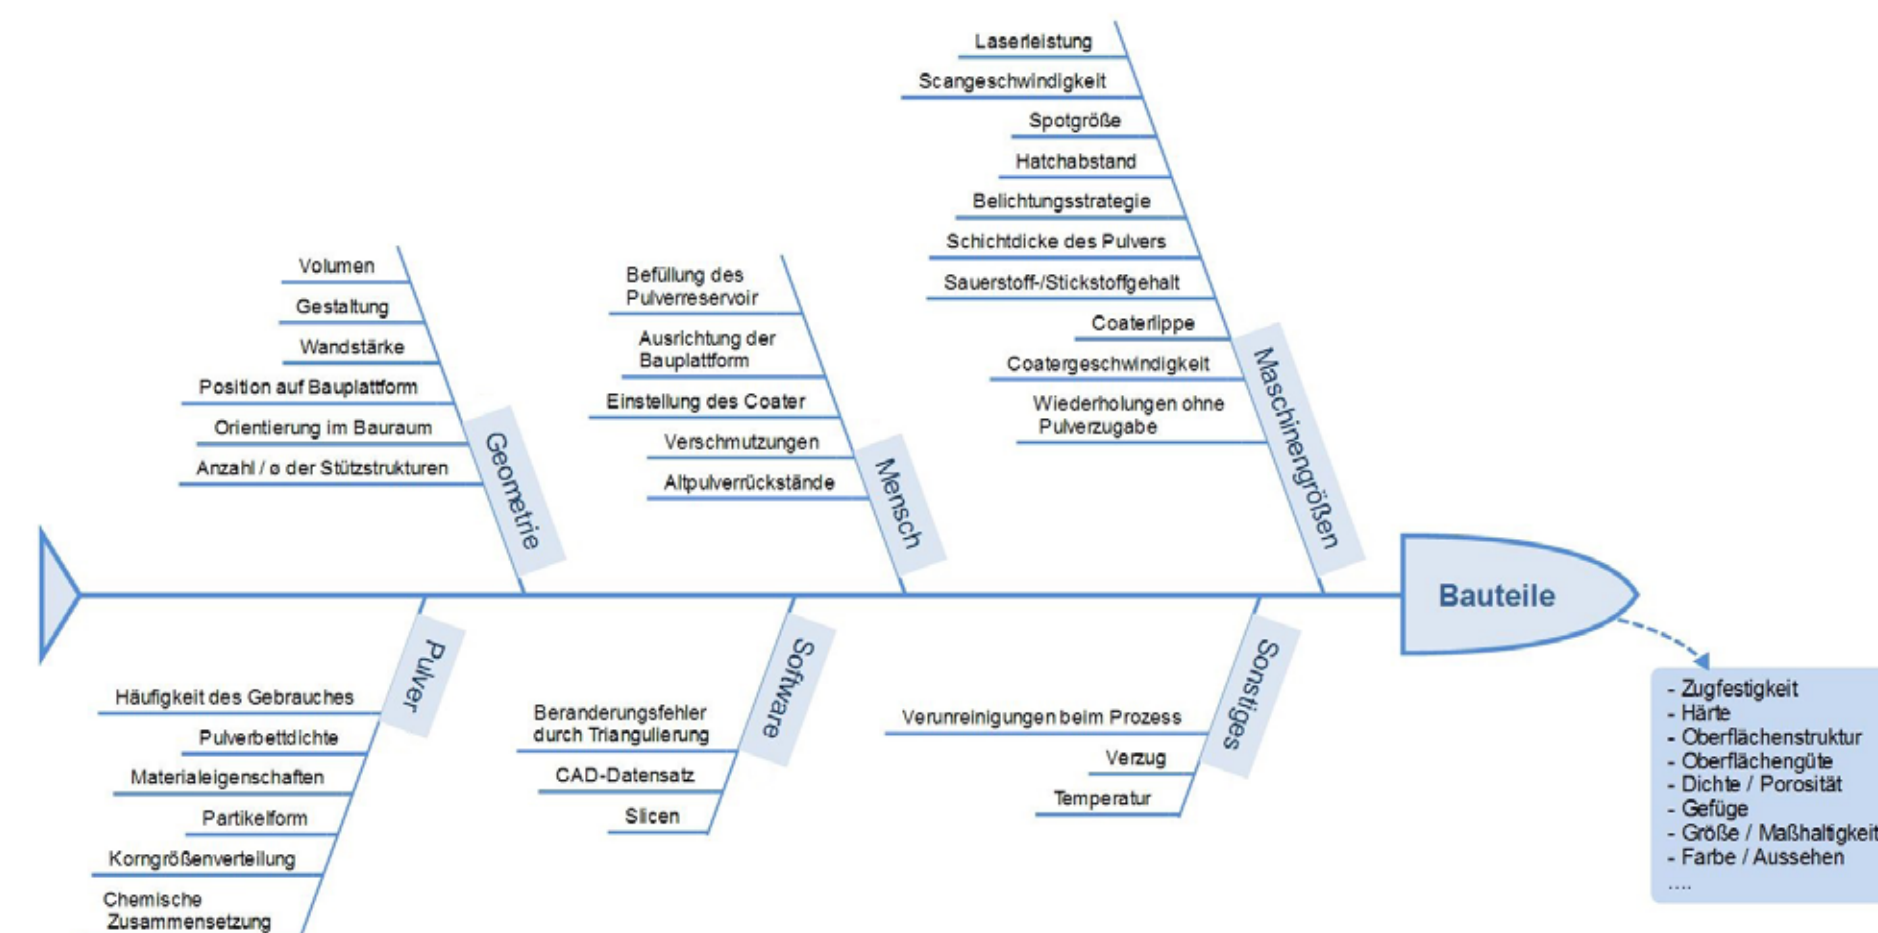 Laserleistung
Scangeschwindigkeit
Spotgröße
Hatchabstand
Belichtungsstrategie
Schichtdicke des Pulvers
Sauerstoff-/Stickstoffgehalt
Coaterlippe
Coatergeschwindigkeit
Wiederholungen ohne
Pulverzugabe
Maschinengrößen
Volumen
Gestaltung
Wandstärke
Position auf Bauplattform
Orientierung im Bauraum
Anzahl / ø der Stützstrukturen
Geometrie
Befüllung des
Pulverreservoir
Ausrichtung der
Bauplattform
Einstellung des Coater
Verschmutzungen
Altpulverrückstände
Mensch
Bauteile
Pulver
Häufigkeit des Gebrauches
Pulverbettdichte
Materialeigenschaften
Partikelform
Korngrößenverteilung
Chemische
Zusammensetzung
Software
Beranderungsfehler
durch Triangulierung
CAD-Datensatz
Slicen
Sonstiges
Verunreinigungen beim Prozess
Verzug
Temperatur
- Zugfestigkeit
- Härte
- Oberflächenstruktur
- Oberflächengüte
- Dichte / Porosität
- Gefüge
- Größe / Maßhaltigkeit
- Farbe / Aussehen
....